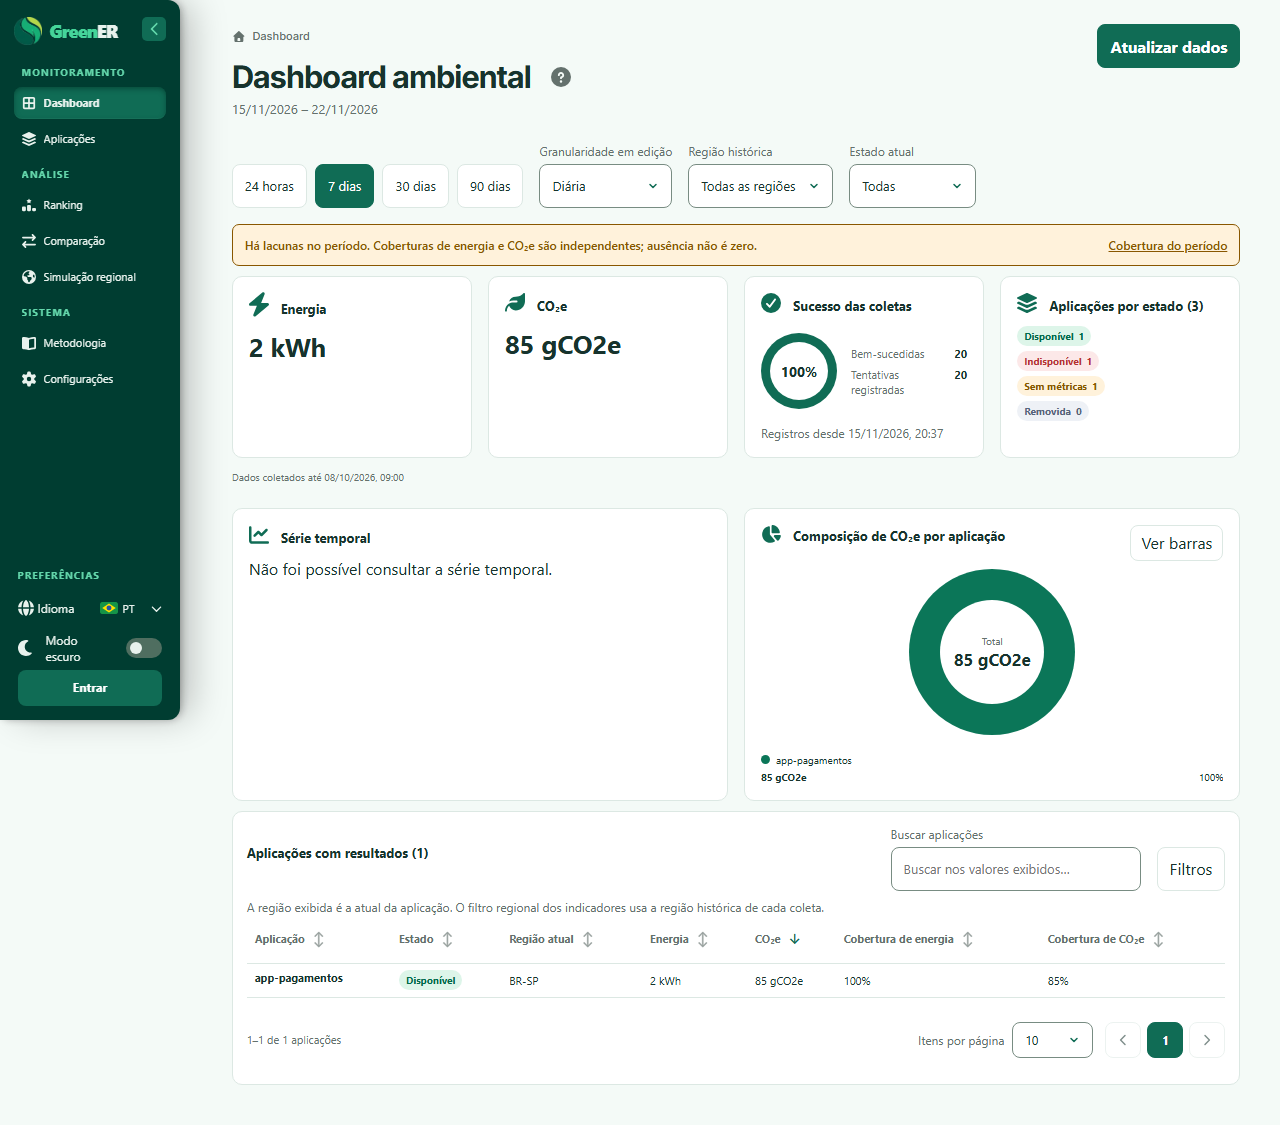 GreenER
MONITORAMENTO
Dashboard
Aplicações
ANÁLISE
Ranking
Comparação
Simulação regional
SISTEMA
Metodologia
Configurações
PREFERÊNCIAS
Idioma
PT
Modo escuro
Entrar
Dashboard
Atualizar dados
Dashboard ambiental
?
15/11/2026 – 22/11/2026
24 horas
7 dias
30 dias
90 dias
Granularidade em edição
Diária
Região histórica
Todas as regiões
Estado atual
Todas
Há lacunas no período. Coberturas de energia e CO₂e são independentes; ausência não é zero.
Cobertura do período
Energia
2 kWh
CO₂e
85 gCO2e
Sucesso das coletas
100%
Bem-sucedidas 20
Tentativas registradas 20
Registros desde 15/11/2026, 20:37
Aplicações por estado (3)
Disponível 1
Indisponível 1
Sem métricas 1
Removida 0
Dados coletados até 08/10/2026, 09:00
Série temporal
Não foi possível consultar a série temporal.
Composição de CO₂e por aplicação
Ver barras
Total
85 gCO2e
app-pagamentos
85 gCO2e 100%
Aplicações com resultados (1)
Buscar aplicações
Buscar nos valores exibidos...
Filtros
A região exibida é a atual da aplicação. O filtro regional dos indicadores usa a região histórica de cada coleta.
Aplicação Estado Região atual Energia CO₂e Cobertura de energia Cobertura de CO₂e
app-pagamentos Disponível BR-SP 2 kWh 85 gCO2e 100% 85%
1–1 de 1 aplicações
Itens por página
10
1